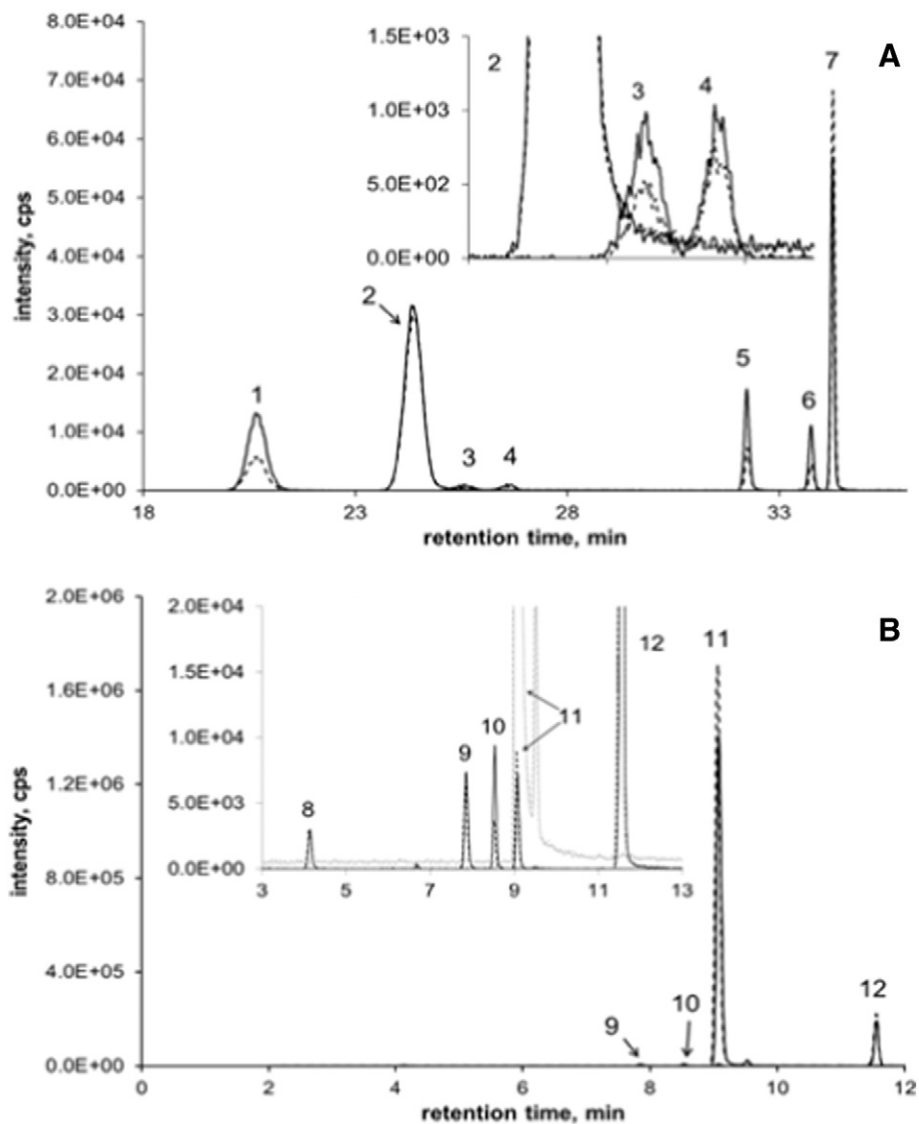 A
8.0E+04
7.0E+04
6.0E+04
5.0E+04
4.0E+04
3.0E+04
2.0E+04
1.0E+04
0.0E+00
intensity, cps
1.5E+03
1.0E+03
5.0E+02
0.0E+00
2
3
4
7
2
1
3
4
5
6
18
23
28
33
retention time, min
B
2.0E+06
1.6E+06
1.2E+06
8.0E+05
4.0E+05
0.0E+00
intensity, cps
2.0E+04
1.5E+04
1.0E+04
5.0E+03
0.0E+00
8
9
10
11
12
3
5
7
9
11
13
11
9
10
12
0
2
4
6
8
10
12
retention time, min